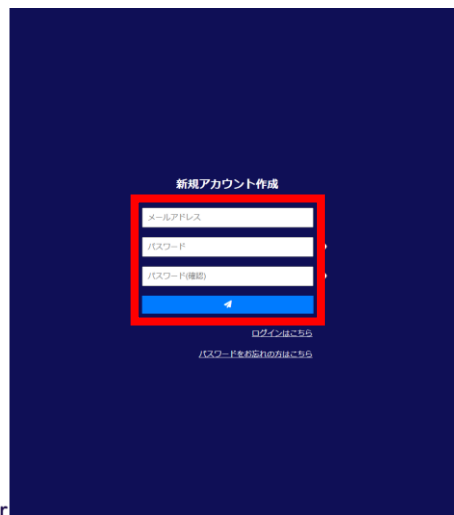 新規アカウント作成
メールアドレス
パスワード
パスワード(確認)
ログインはこちら
パスワードをお忘れの方はこちら
r